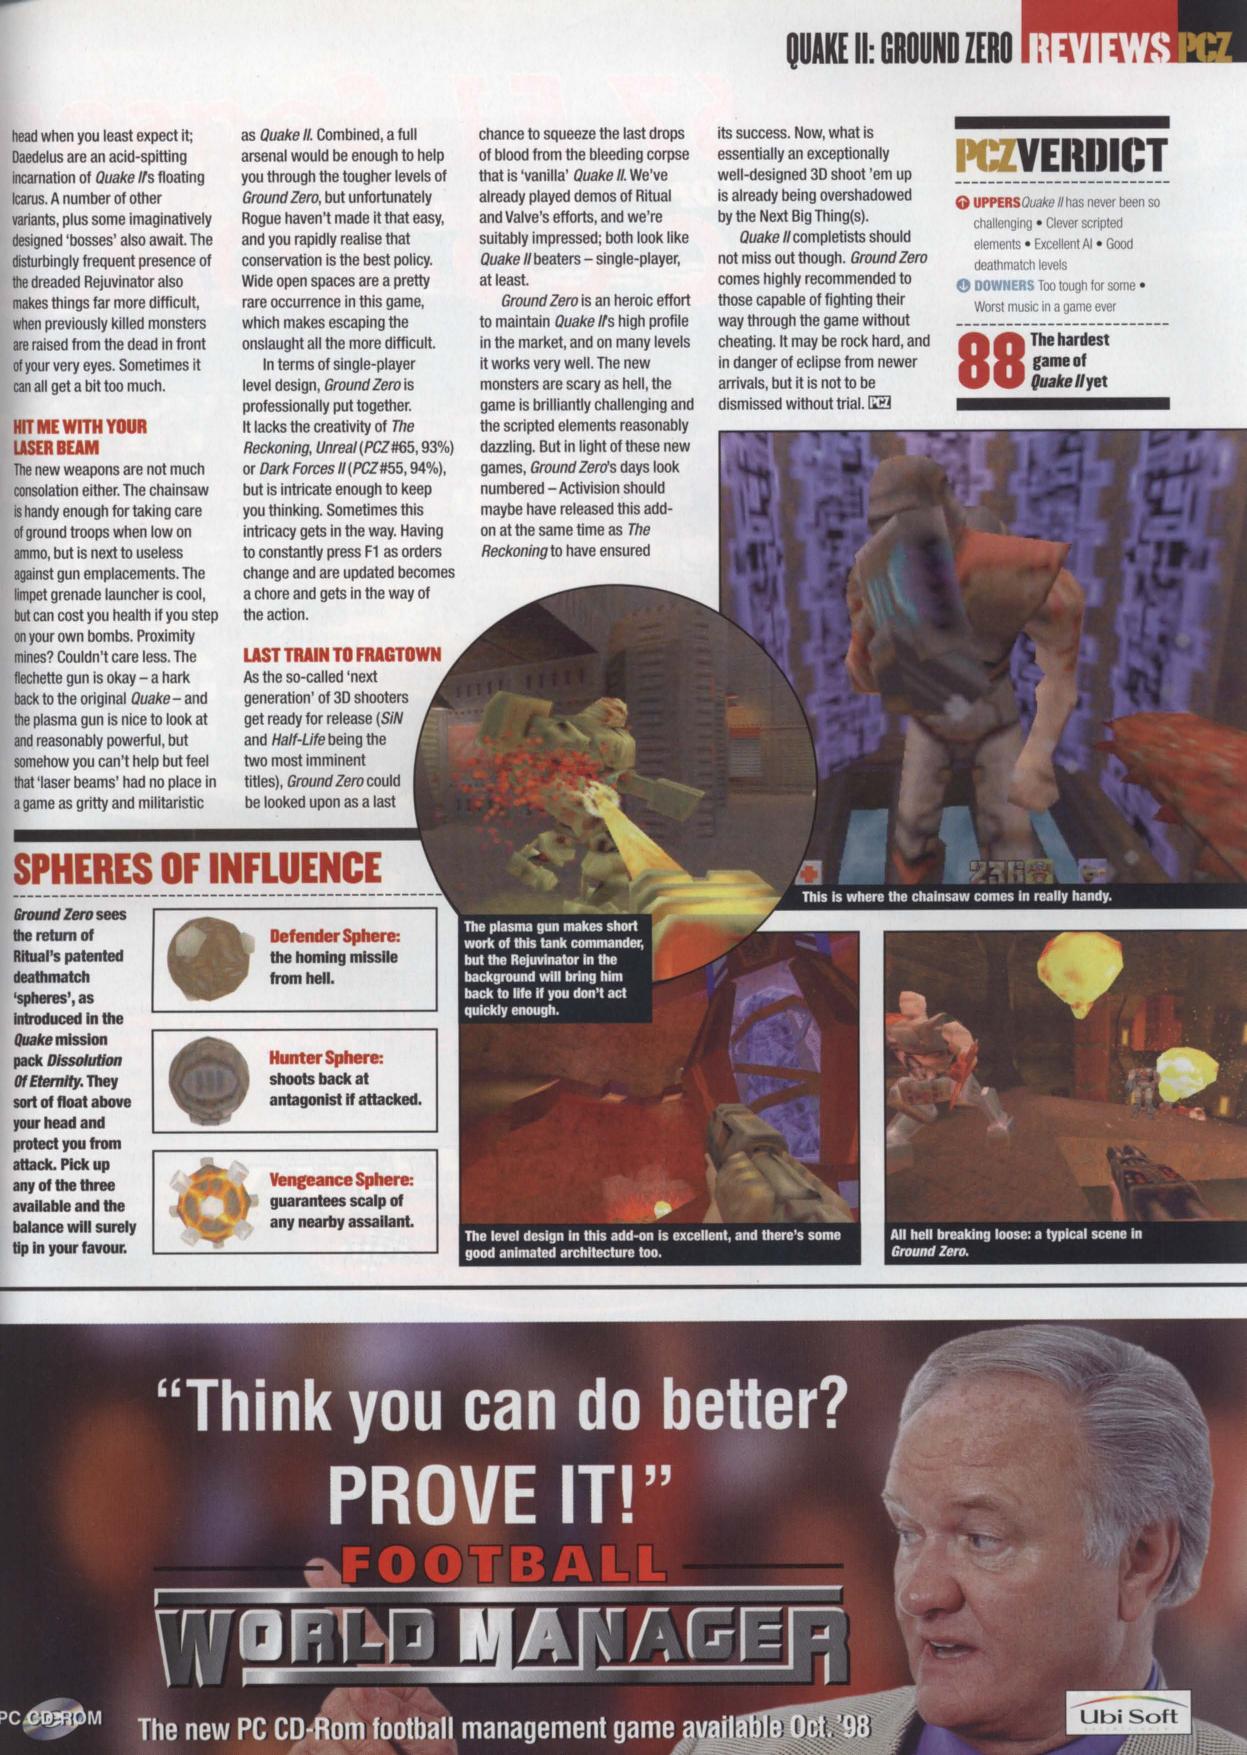 QUAKE II: GROUND ZERO REVIEWS PCZ
head when you least expect it;
Daedelus are an acid-spitting
incarnation of Quake II's floating
Icarus. A number of other
variants, plus some imaginatively
designed 'bosses' also await. The
disturbingly frequent presence of
the dreaded Rejuvinator also
makes things far more difficult,
when previously killed monsters
are raised from the dead in front
of your very eyes. Sometimes it
can all get a bit too much.
HIT ME WITH YOUR
LASER BEAM
The new weapons are not much
consolation either. The chainsaw
is handy enough for taking care
of ground troops when low on
ammo, but is next to useless
against gun emplacements. The
limpet grenade launcher is cool,
but can cost you health if you step
on your own bombs. Proximity
mines? Couldn't care less. The
flechette gun is okay – a hark
back to the original Quake – and
the plasma gun is nice to look at
and reasonably powerful, but
somehow you can't help but feel
that 'laser beams' had no place in
a game as gritty and militaristic
as Quake II. Combined, a full
arsenal would be enough to help
you through the tougher levels of
Ground Zero, but unfortunately
Rogue haven't made it that easy,
and you rapidly realise that
conservation is the best policy.
Wide open spaces are a pretty
rare occurrence in this game,
which makes escaping the
onslaught all the more difficult.
In terms of single-player
level design, Ground Zero is
professionally put together.
It lacks the creativity of The
Reckoning, Unreal (PCZ #65, 93%)
or Dark Forces II (PCZ #55, 94%),
but is intricate enough to keep
you thinking. Sometimes this
intricacy gets in the way. Having
to constantly press F1 as orders
change and are updated becomes
a chore and gets in the way of
the action.
LAST TRAIN TO FRAGTOWN
As the so-called 'next
generation' of 3D shooters
get ready for release (SiN
and Half-Life being the
two most imminent
titles), Ground Zero could
be looked upon as a last
chance to squeeze the last drops
of blood from the bleeding corpse
that is 'vanilla' Quake II. We've
already played demos of Ritual
and Valve's efforts, and we're
suitably impressed; both look like
Quake II beaters – single-player,
at least.
Ground Zero is an heroic effort
to maintain Quake II's high profile
in the market, and on many levels
it works very well. The new
monsters are scary as hell, the
game is brilliantly challenging and
the scripted elements reasonably
dazzling. But in light of these new
games, Ground Zero's days look
numbered – Activision should
maybe have released this add-
on at the same time as The
Reckoning to have ensured
its success. Now, what is
essentially an exceptionally
well-designed 3D shoot 'em up
is already being overshadowed
by the Next Big Thing(s).
Quake II completists should
not miss out though. Ground Zero
comes highly recommended to
those capable of fighting their
way through the game without
cheating. It may be rock hard, and
in danger of eclipse from newer
arrivals, but it is not to be
dismissed without trial. PCZ
PCZVERDICT
UPPERS Quake II has never been so
challenging • Clever scripted
elements • Excellent AI • Good
deathmatch levels
DOWNERS Too tough for some •
Worst music in a game ever
88 The hardest
game of
Quake II yet
236
This is where the chainsaw comes in really handy.
The plasma gun makes short
work of this tank commander,
but the Rejuvinator in the
background will bring him
back to life if you don't act
quickly enough.
SPHERES OF INFLUENCE
Ground Zero sees
the return of
Ritual's patented
deathmatch
'spheres', as
introduced in the
Quake mission
pack Dissolution
Of Eternity. They
sort of float above
your head and
protect you from
attack. Pick up
any of the three
available and the
balance will surely
tip in your favour.
Defender Sphere:
the homing missile
from hell.
Hunter Sphere:
shoots back at
antagonist if attacked.
Vengeance Sphere:
guarantees scalp of
any nearby assailant.
The level design in this add-on is excellent, and there's some
good animated architecture too.
All hell breaking loose: a typical scene in
Ground Zero.
"Think you can do better?
PROVE IT!"
FOOTBALL
WORLD MANAGER
PC CD-ROM
The new PC CD-Rom football management game available Oct. '98
Ubi Soft
ENTERTAINMENT